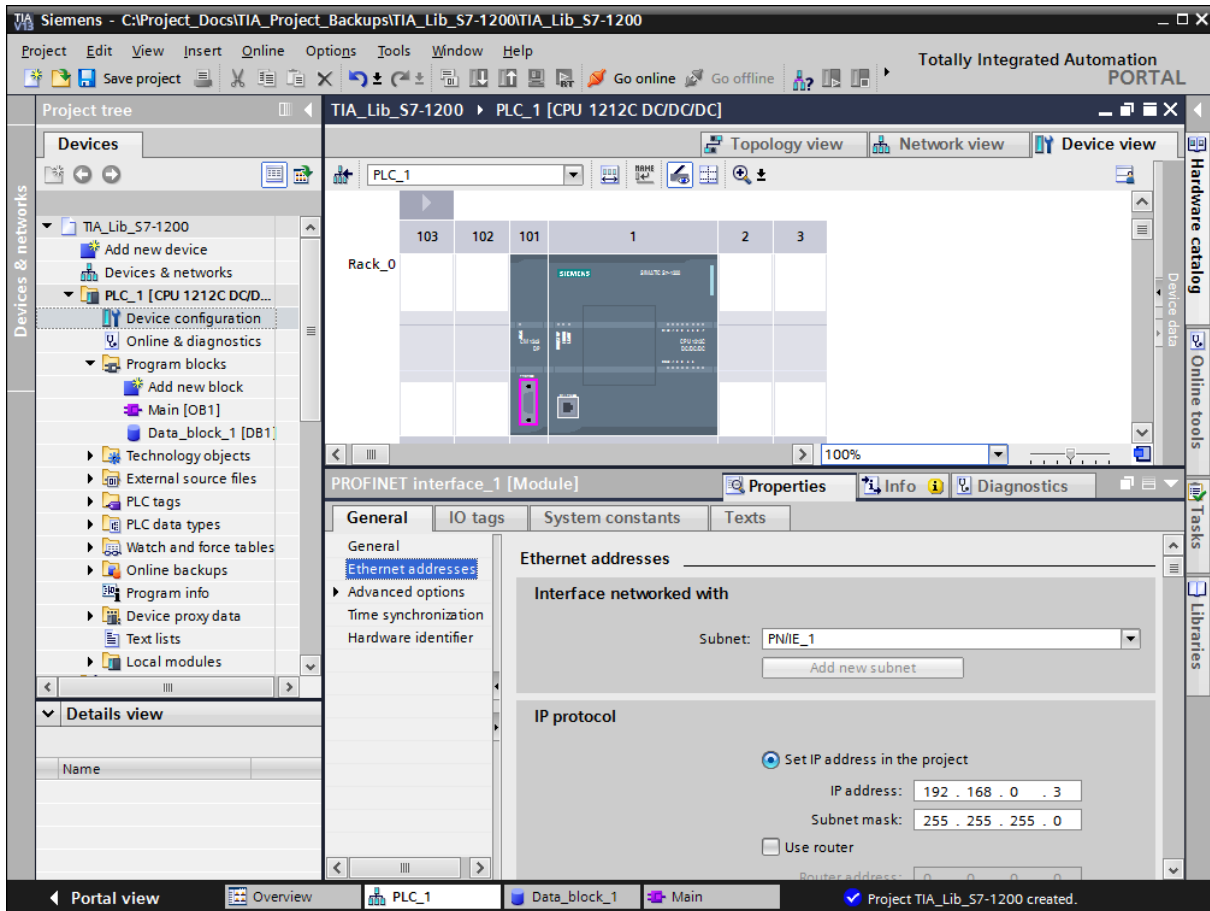 Siemens - C:\Project_Docs\TIA_Project_Backups\TIA_Lib_S7-1200\TIA_Lib_S7-1200
Project Edit View Insert Online Options Tools Window Help
Totally Integrated Automation
PORTAL
Save project Go online Go offline
Project tree
TIA_Lib_S7-1200 PLC_1 [CPU 1212C DC/DC/DC]
Devices
Topology view Network view Device view
PLC_1
Devices & networks
TIA_Lib_S7-1200
Add new device
Devices & networks
PLC_1 [CPU 1212C DC/D...
Device configuration
Online & diagnostics
Program blocks
Add new block
Main [OB1]
Data_block_1 [DB1]
Technology objects
External source files
PLC tags
PLC data types
Watch and force tables
Online backups
Program info
Device proxy data
Text lists
Local modules
Details view
Name
103 102 101 1 2 3
Rack_0
SIEMENS
100%
Device data
Hardware catalog
Online tools
Tasks
Libraries
PROFINET interface_1 [Module]
Properties Info Diagnostics
General IO tags System constants Texts
General
Ethernet addresses
Advanced options
Time synchronization
Hardware identifier
Ethernet addresses
Interface networked with
Subnet: PN/IE_1
Add new subnet
IP protocol
Set IP address in the project
IP address: 192 . 168 . 0 . 3
Subnet mask: 255 . 255 . 255 . 0
Use router
Router address: 0 . 0 . 0 . 0
Portal view Overview PLC_1 Data_block_1 Main Project TIA_Lib_S7-1200 created.